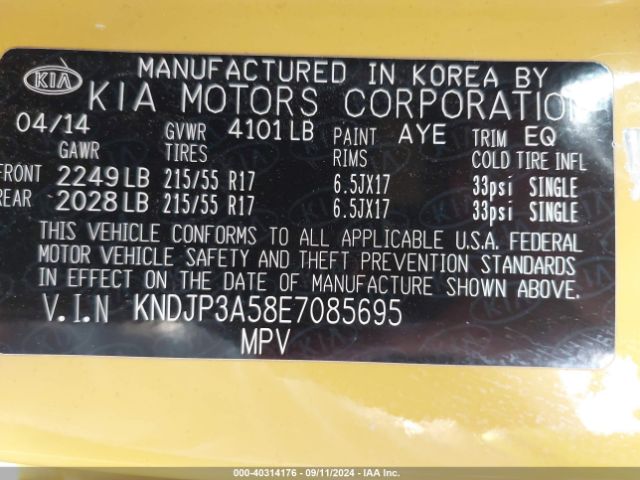 KIA MANUFACTURED IN KOREA BY
KIA MOTORS CORPORATION
04/14 GVWR 4101 LB PAINT AYE TRIM EQ
GAWR TIRES RIMS COLD TIRE INFL
FRONT 2249 LB 215/55 R17 6.5JX17 33psi SINGLE
REAR 2028 LB 215/55 R17 6.5JX17 33psi SINGLE
THIS VEHICLE CONFORMS TO ALL APPLICABLE U.S.A. FEDERAL
MOTOR VEHICLE SAFETY AND THEFT PREVENTION STANDARDS
IN EFFECT ON THE DATE OF MANUFACTURE SHOWN ABOVE.
V.I.N KNDJP3A58E7085695
MPV
000-40314176 - 09/11/2024 - IAA Inc.